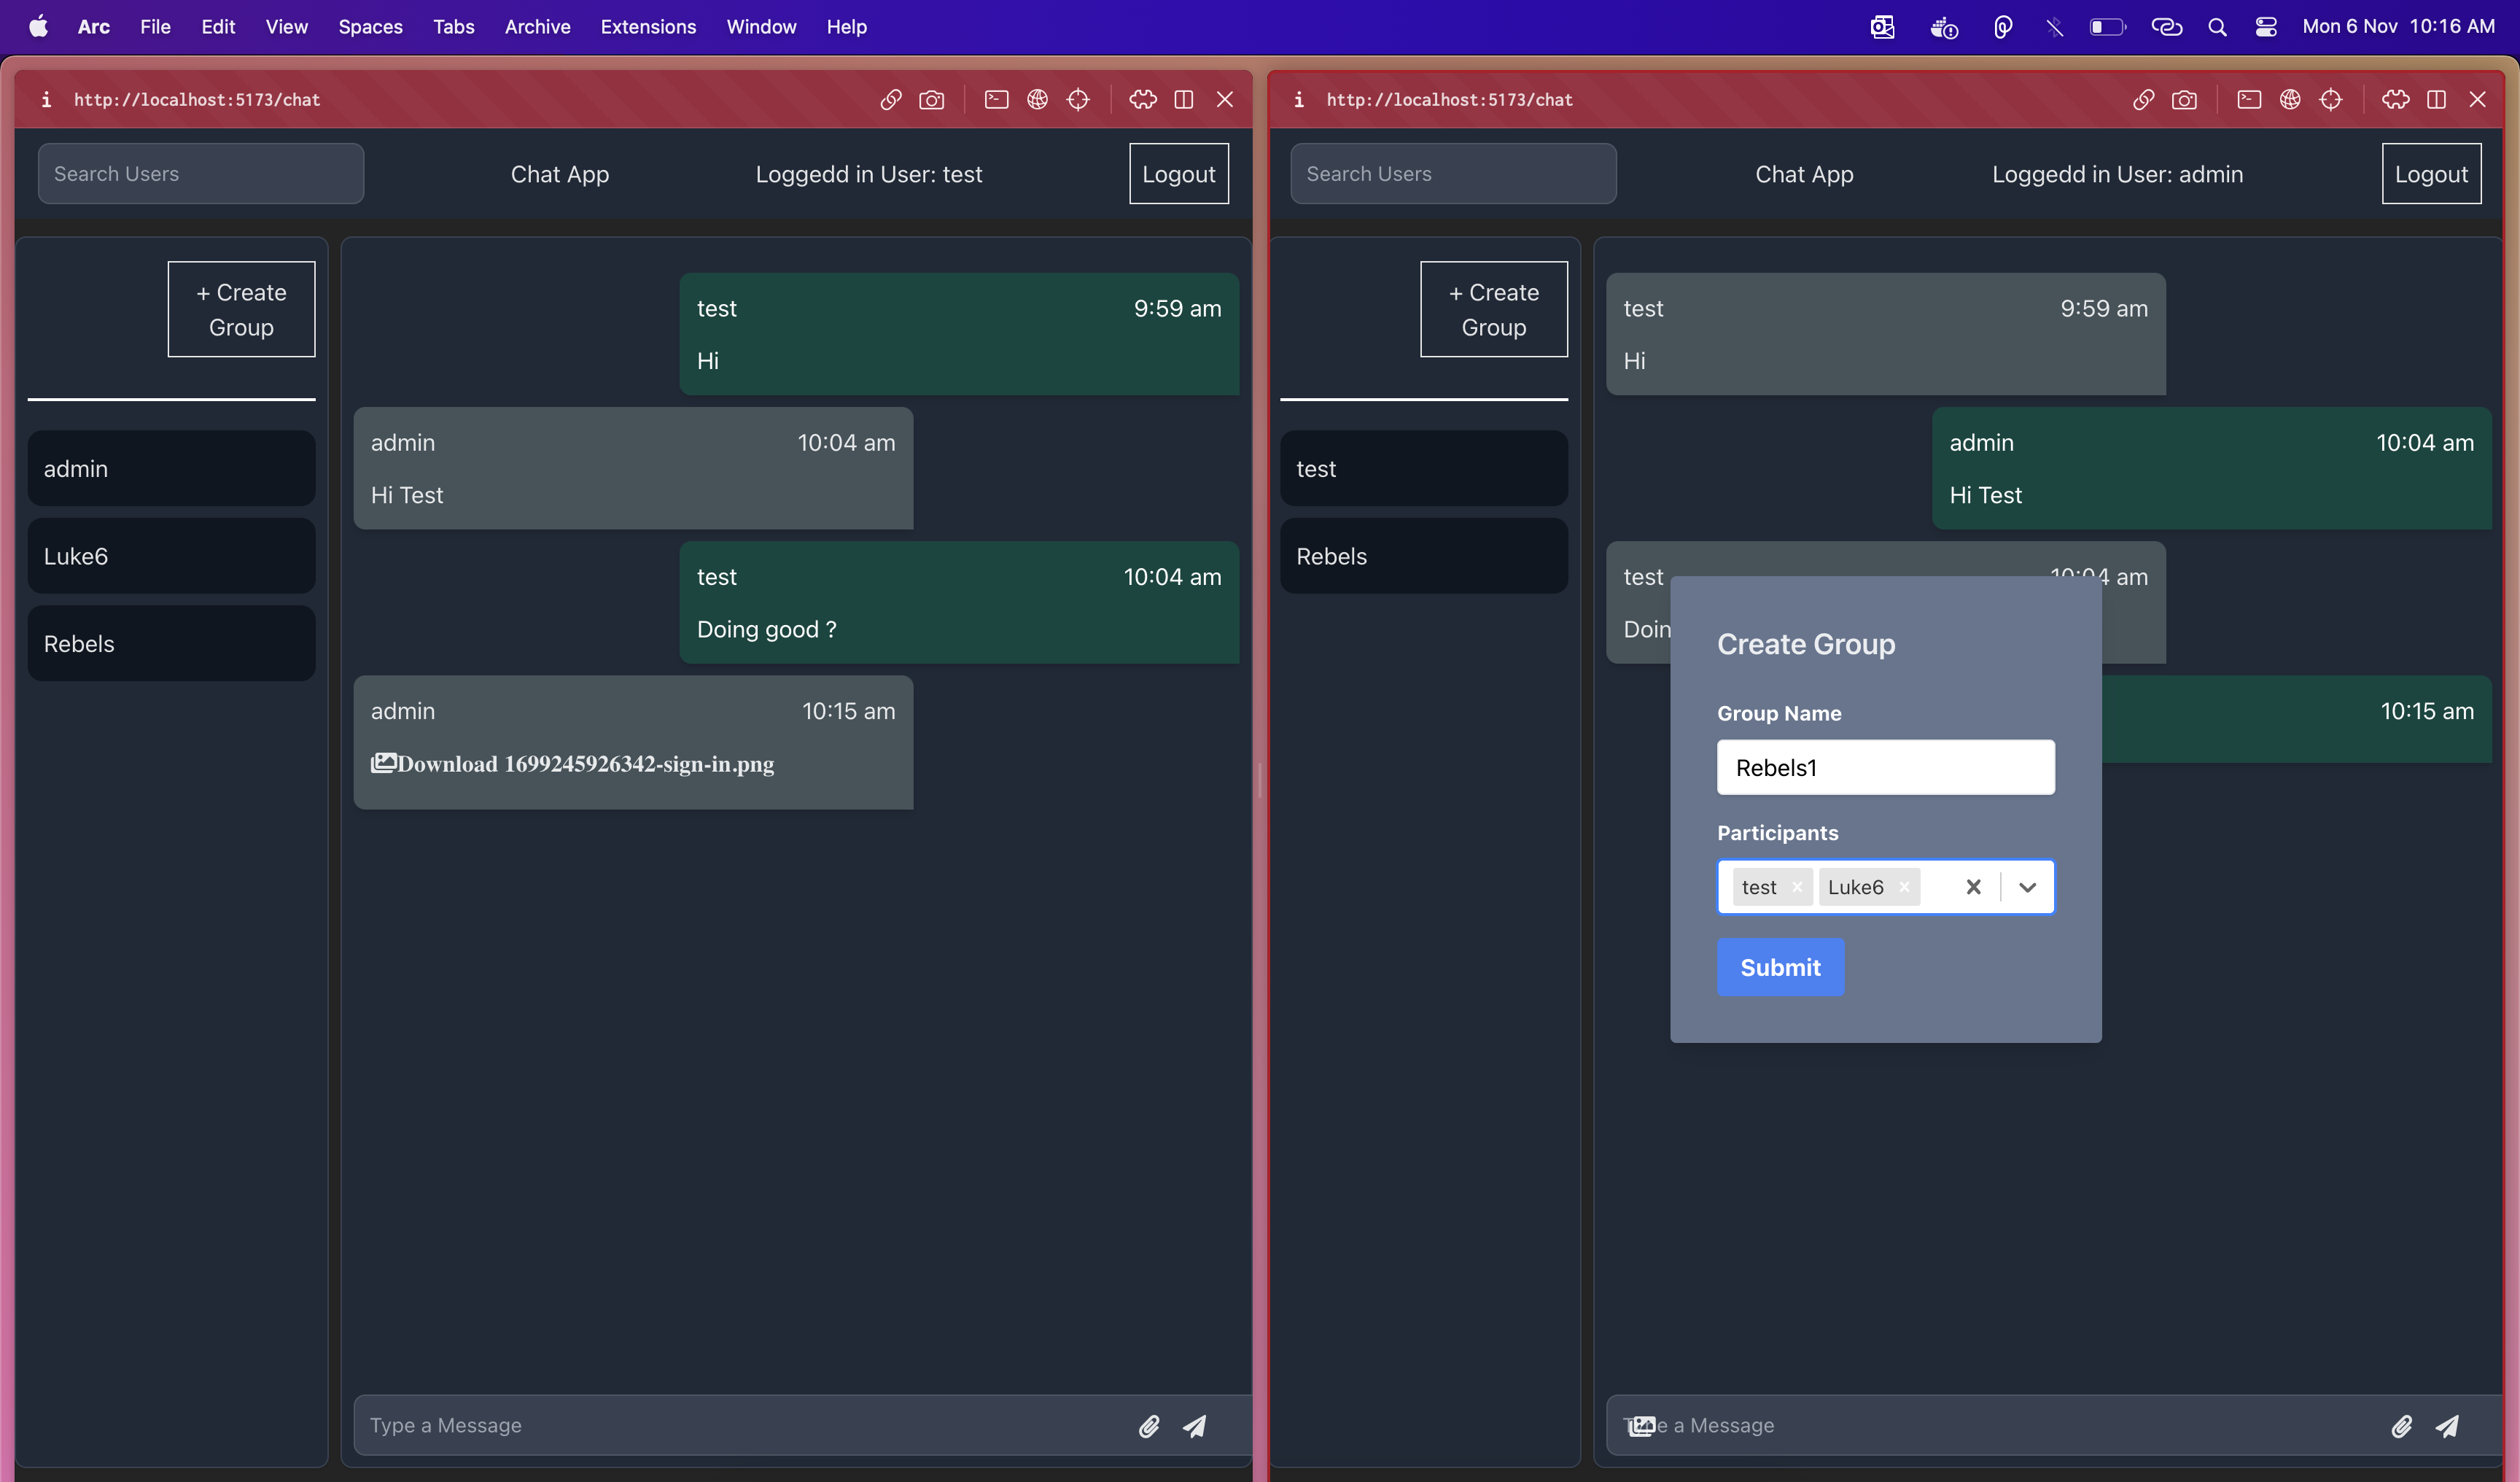 Arc File Edit View Spaces Tabs Archive Extensions Window Help Mon 6 Nov 10:16 AM
http://localhost:5173/chat
Search Users Chat App Loggedd in User: test Logout
+ Create
Group
admin
Luke6
Rebels
test 9:59 am
Hi
admin 10:04 am
Hi Test
test 10:04 am
Doing good ?
admin 10:15 am
Download 1699245926342-sign-in.png
Type a Message
http://localhost:5173/chat
Search Users Chat App Loggedd in User: admin Logout
+ Create
Group
test
Rebels
test 9:59 am
Hi
admin 10:04 am
Hi Test
test 10:04 am
Doin
10:15 am
Create Group
Group Name
Rebels1
Participants
test Luke6
Submit
a Message